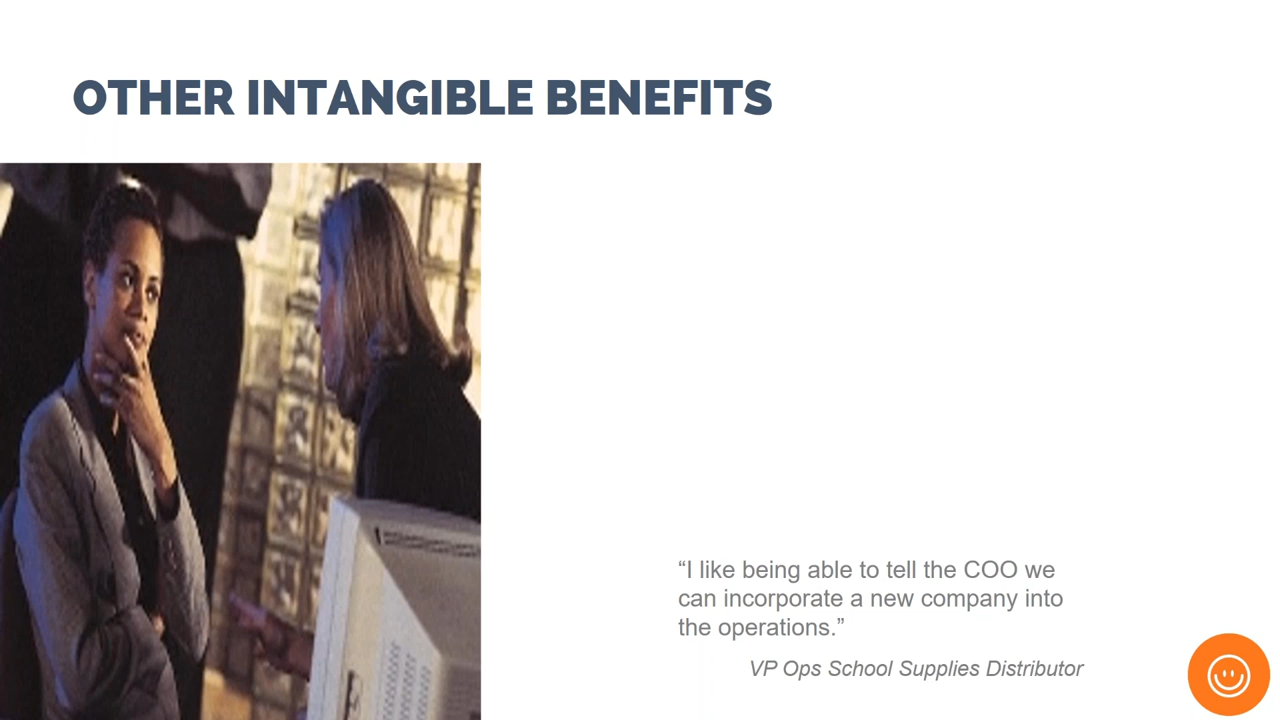 OTHER INTANGIBLE BENEFITS
“I like being able to tell the COO we
can incorporate a new company into
the operations.”
VP Ops School Supplies Distributor